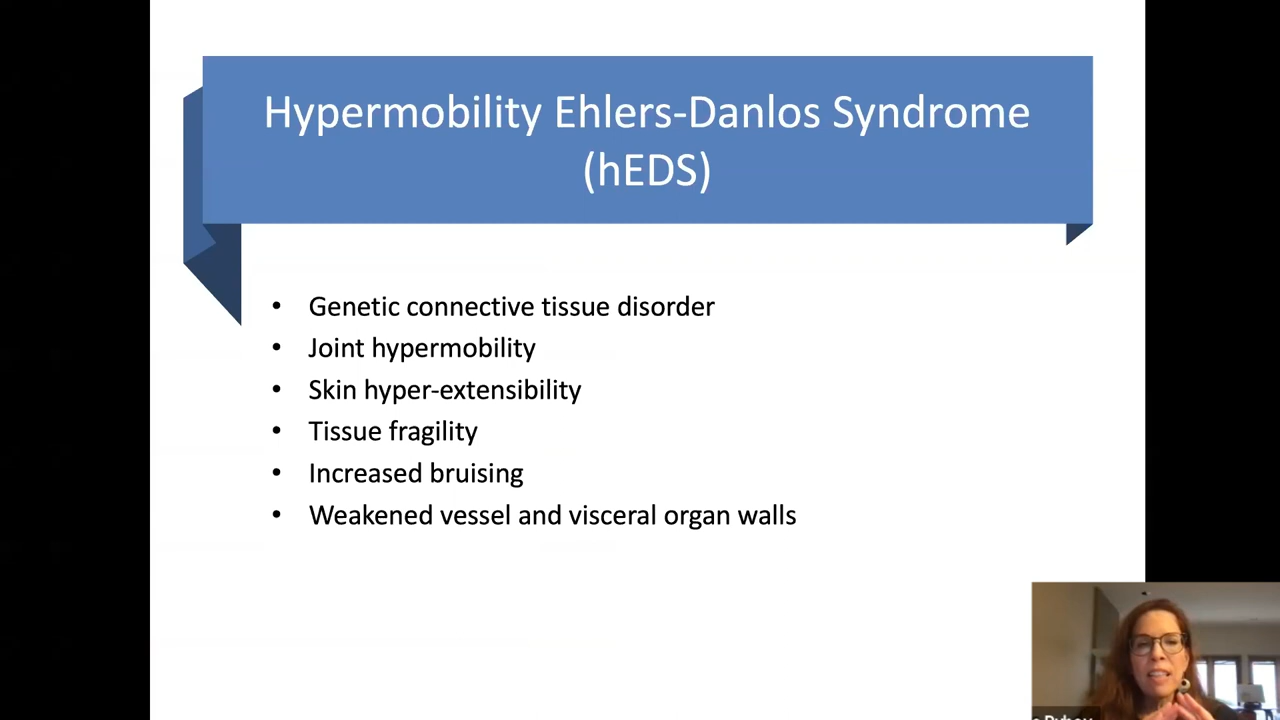 Hypermobility Ehlers-Danlos Syndrome
(hEDS)
• Genetic connective tissue disorder
• Joint hypermobility
• Skin hyper-extensibility
• Tissue fragility
• Increased bruising
• Weakened vessel and visceral organ walls